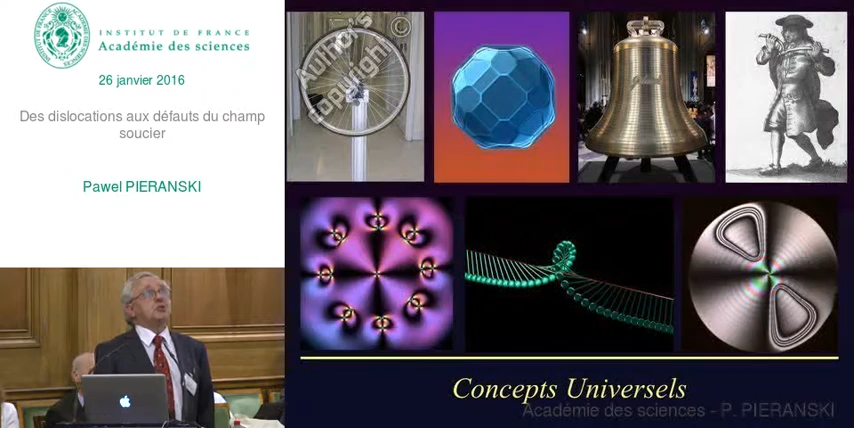 INSTITUT DE FRANCE
Académie des sciences
26 janvier 2016
Des dislocations aux défauts du champ
soucier
Pawel PIERANSKI
Author's
copyright
©
Concepts Universels
Académie des sciences - P. PIERANSKI